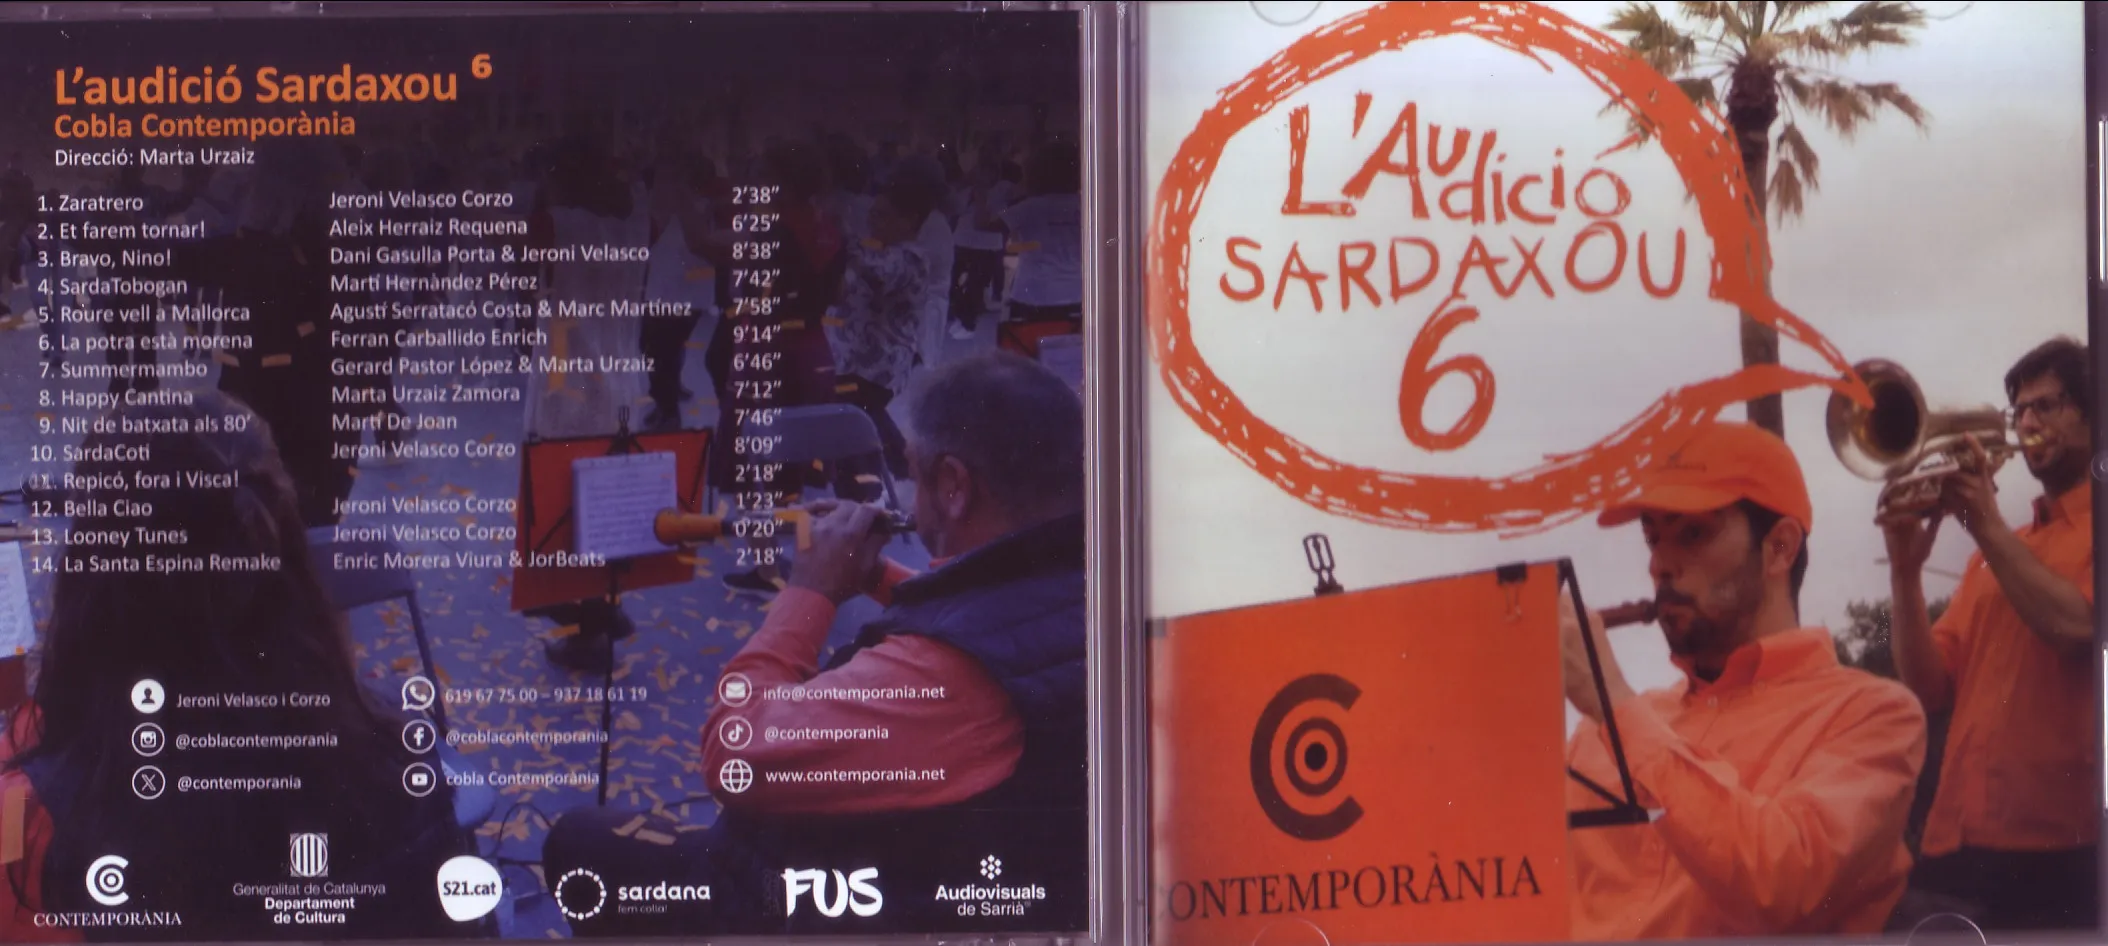 L'audició Sardaxou 6
Cobla Contemporània
Direcció: Marta Urzaiz
1. Zaratrero Jeroni Velasco Corzo 2'38"
2. Et farem tornar! Aleix Herraiz Requena 6'25"
3. Bravo, Nino! Dani Gasulla Porta & Jeroni Velasco 8'38"
4. SardaTobogan Martí Hernàndez Pérez 7'42"
5. Roure vell a Mallorca Agustí Serratacó Costa & Marc Martínez 7'58"
6. La potra està morena Ferran Carballido Enrich 9'14"
7. Summermambo Gerard Pastor López & Marta Urzaiz 6'46"
8. Happy Cantina Marta Urzaiz Zamora 7'12"
9. Nit de batxata als 80' Martí De Joan 7'46"
10. SardaCoti Jeroni Velasco Corzo 8'09"
11. Repicó, fora i Visca! 2'18"
12. Bella Ciao Jeroni Velasco Corzo 1'23"
13. Looney Tunes Jeroni Velasco Corzo 0'20"
14. La Santa Espina Remake Enric Morera Viura & JorBeats 2'18"
Jeroni Velasco i Corzo 619 67 75 00 – 937 18 61 19 info@contemporania.net
@coblacontemporania @coblacontemporania @contemporania
@contemporania cobla Contemporània www.contemporania.net
CONTEMPORÀNIA
Generalitat de Catalunya
Departament
de Cultura
S21.cat
sardana
fem colla!
FUS
Audiovisuals
de Sarrià
L'AUdició
SARDAXOU
6
CONTEMPORÀNIA